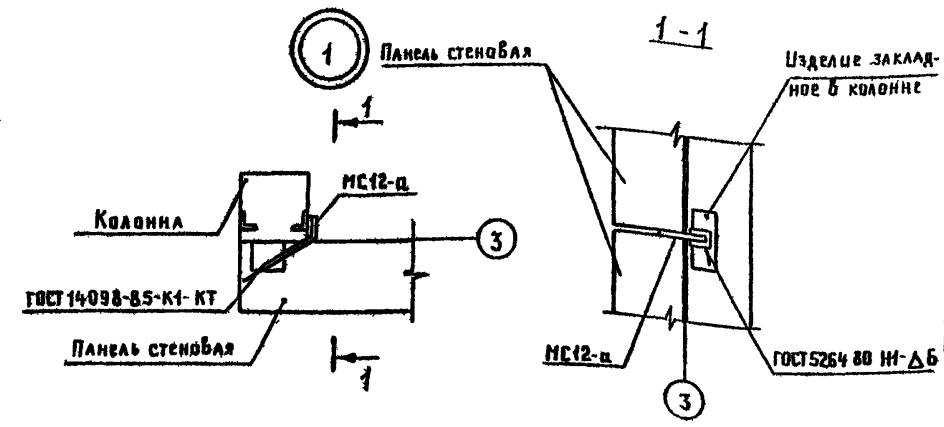 1
1-1
Панель стеновая
Изделие заклад-
ное в колонне
1
МС12-а
Колонна
3
ГОСТ 14098-85-К1-КТ
Панель стеновая
1
МС12-а
ГОСТ 5264 80 Н1-Δ6
3